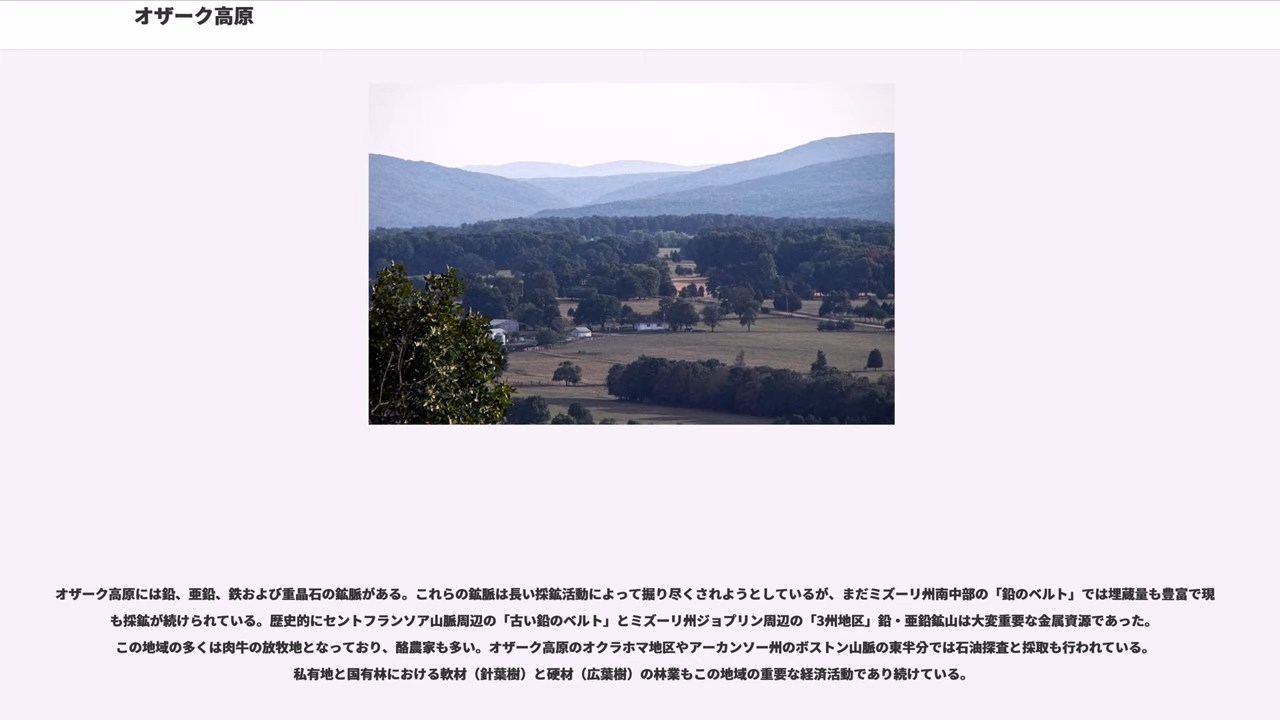 オザーク高原
オザーク高原には鉛、亜鉛、鉄および重晶石の鉱脈がある。これらの鉱脈は長い採鉱活動によって掘り尽くされようとしているが、まだミズーリ州南中部の「鉛のベルト」では埋蔵量も豊富で現
も採鉱が続けられている。歴史的にセントフランソア山脈周辺の「古い鉛のベルト」とミズーリ州ジョプリン周辺の「3州地区」鉛・亜鉛鉱山は大変重要な金属資源であった。
この地域の多くは肉牛の放牧地となっており、酪農家も多い。オザーク高原のオクラホマ地区やアーカンソー州のボストン山脈の東半分では石油探査と採取も行われている。
私有地と国有林における軟材（針葉樹）と硬材（広葉樹）の林業もこの地域の重要な経済活動であり続けている。